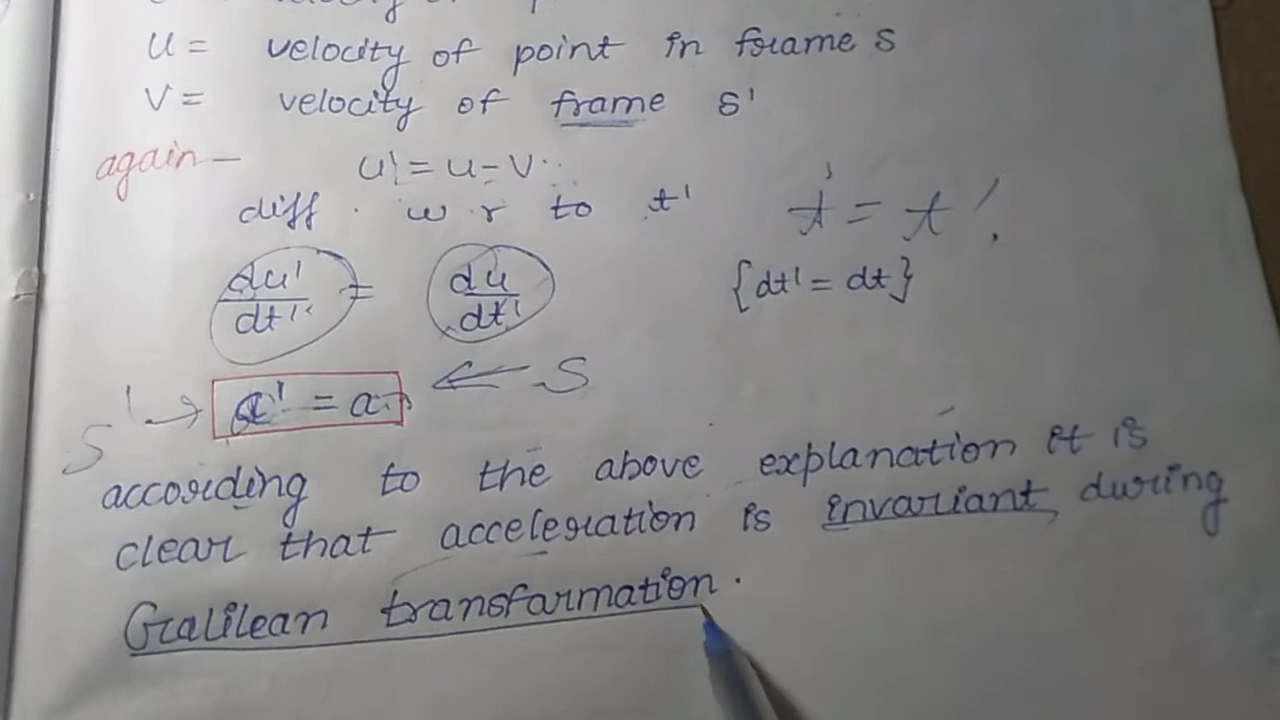 u = velocity of point in frame s
v = velocity of frame s'
again — u' = u - v
diff . w r to t' t = t'
du'/dt' = du/dt' {dt' = dt}
S' → a' = a ← S
according to the above explanation it is
clear that acceleration is invariant during
Galilean transfarmation.